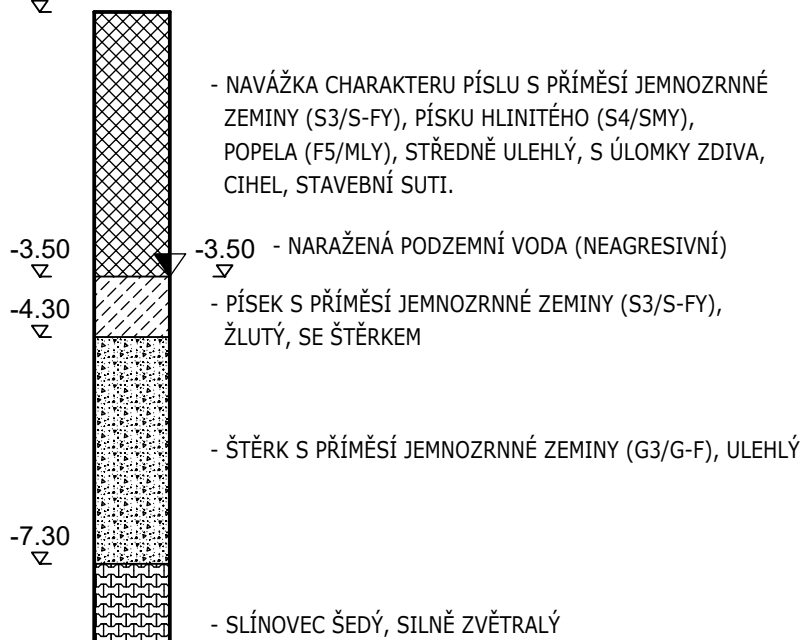 - NAVÁŽKA CHARAKTERU PÍSLU S PŘÍMĚSÍ JEMNOZRNNÉ
ZEMINY (S3/S-FY), PÍSKU HLINITÉHO (S4/SMY),
POPELA (F5/MLY), STŘEDNĚ ULEHLÝ, S ÚLOMKY ZDIVA,
CIHEL, STAVEBNÍ SUTI.
-3.50 -3.50 - NARAŽENÁ PODZEMNÍ VODA (NEAGRESIVNÍ)
-4.30 - PÍSEK S PŘÍMĚSÍ JEMNOZRNNÉ ZEMINY (S3/S-FY),
ŽLUTÝ, SE ŠTĚRKEM
- ŠTĚRK S PŘÍMĚSÍ JEMNOZRNNÉ ZEMINY (G3/G-F), ULEHLÝ
-7.30
- SLÍNOVEC ŠEDÝ, SILNĚ ZVĚTRALÝ